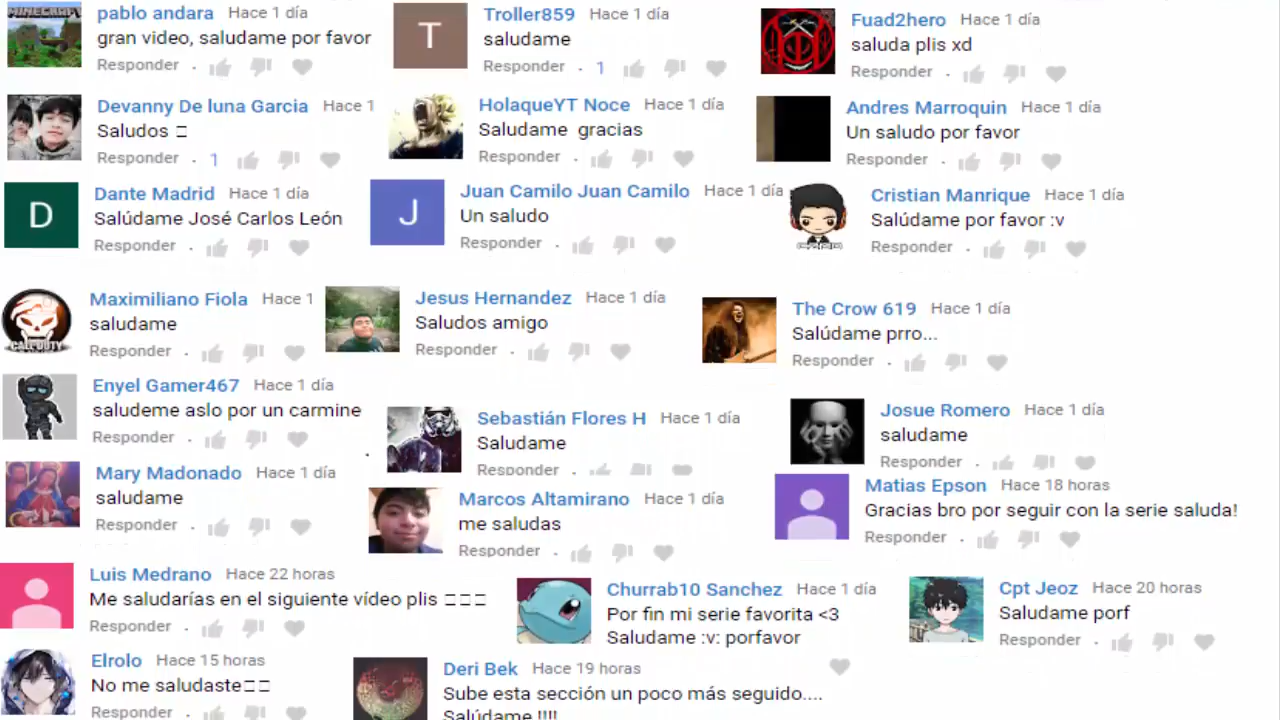 MINECRAFT
pablo andara Hace 1 día
gran video, saludame por favor
Responder
T
Troller859 Hace 1 día
saludame
Responder 1
Fuad2hero Hace 1 día
saluda plis xd
Responder
Devanny De luna Garcia Hace 1
Saludos
Responder 1
HolaqueYT Noce Hace 1 día
Saludame gracias
Responder
Andres Marroquin Hace 1 día
Un saludo por favor
Responder
D
Dante Madrid Hace 1 día
Salúdame José Carlos León
Responder
J
Juan Camilo Juan Camilo Hace 1 día
Un saludo
Responder
Cristian Manrique Hace 1 día
Salúdame por favor :v
Responder
CALL DUTY
Maximiliano Fiola Hace 1
saludame
Responder
Jesus Hernandez Hace 1 día
Saludos amigo
Responder
The Crow 619 Hace 1 día
Salúdame prro...
Responder
Enyel Gamer467 Hace 1 día
saludeme aslo por un carmine
Responder
Sebastián Flores H Hace 1 día
Saludame
Responder
Josue Romero Hace 1 día
saludame
Responder
Mary Madonado Hace 1 día
saludame
Responder
Marcos Altamirano Hace 1 día
me saludas
Responder
Matias Epson Hace 18 horas
Gracias bro por seguir con la serie saluda!
Responder
Luis Medrano Hace 22 horas
Me saludarías en el siguiente vídeo plis
Responder
Churrab10 Sanchez Hace 1 día
Por fin mi serie favorita <3
Saludame :v: porfavor
Cpt Jeoz Hace 20 horas
Saludame porf
Responder
Elrolo Hace 15 horas
No me saludaste
Responder
Deri Bek Hace 19 horas
Sube esta sección un poco más seguido....
Salúdame !!!!